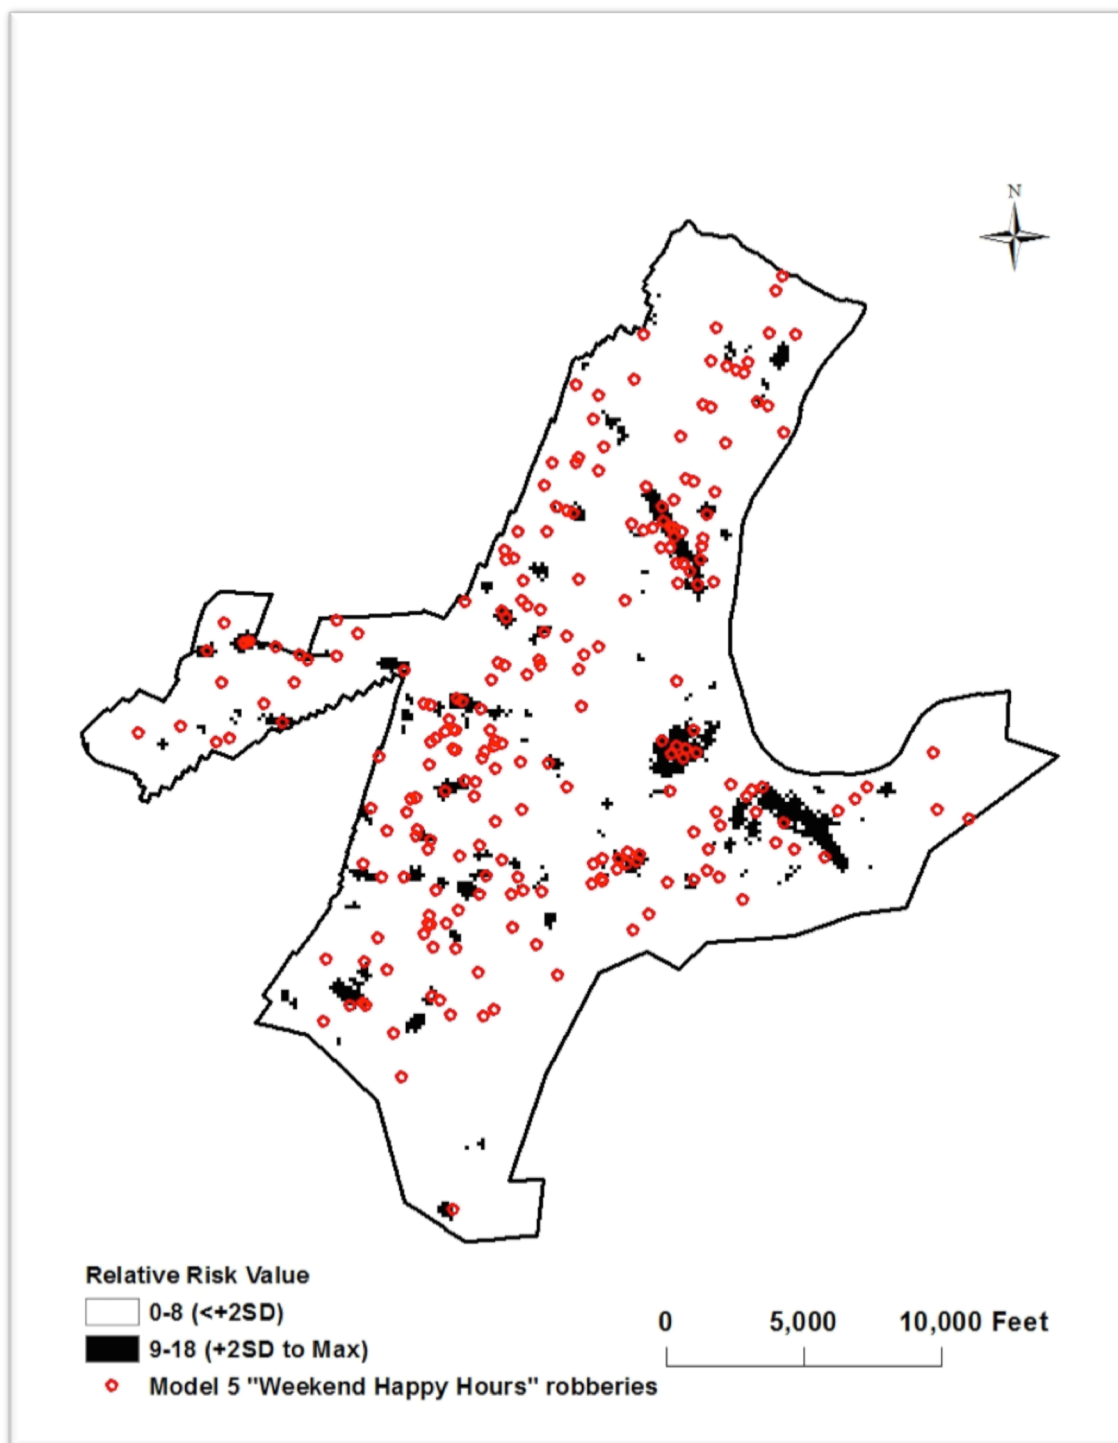 N
Relative Risk Value
0-8 (<+2SD)
9-18 (+2SD to Max)
Model 5 "Weekend Happy Hours" robberies
0 5,000 10,000 Feet